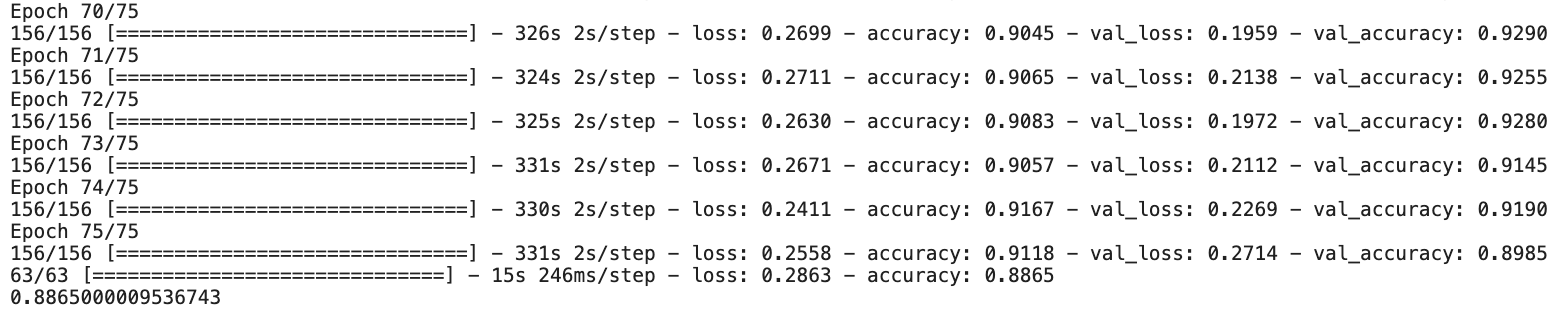 Epoch 70/75
156/156 [==============================] - 326s 2s/step - loss: 0.2699 - accuracy: 0.9045 - val_loss: 0.1959 - val_accuracy: 0.9290
Epoch 71/75
156/156 [==============================] - 324s 2s/step - loss: 0.2711 - accuracy: 0.9065 - val_loss: 0.2138 - val_accuracy: 0.9255
Epoch 72/75
156/156 [==============================] - 325s 2s/step - loss: 0.2630 - accuracy: 0.9083 - val_loss: 0.1972 - val_accuracy: 0.9280
Epoch 73/75
156/156 [==============================] - 331s 2s/step - loss: 0.2671 - accuracy: 0.9057 - val_loss: 0.2112 - val_accuracy: 0.9145
Epoch 74/75
156/156 [==============================] - 330s 2s/step - loss: 0.2411 - accuracy: 0.9167 - val_loss: 0.2269 - val_accuracy: 0.9190
Epoch 75/75
156/156 [==============================] - 331s 2s/step - loss: 0.2558 - accuracy: 0.9118 - val_loss: 0.2714 - val_accuracy: 0.8985
63/63 [==============================] - 15s 246ms/step - loss: 0.2863 - accuracy: 0.8865
0.8865000009536743